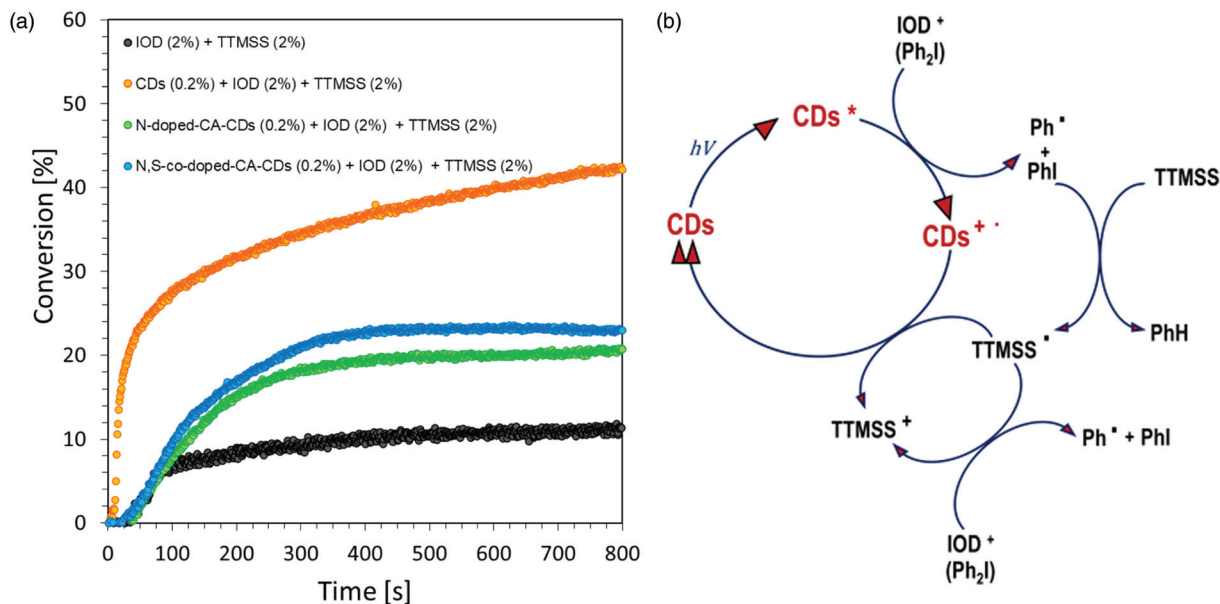 (a)
60
50
40
30
20
10
0
Conversion [%]
IOD (2%) + TTMSS (2%)
CDs (0.2%) + IOD (2%) + TTMSS (2%)
N-doped-CA-CDs (0.2%) + IOD (2%) + TTMSS (2%)
N,S-co-doped-CA-CDs (0.2%) + IOD (2%) + TTMSS (2%)
0 100 200 300 400 500 600 700 800
Time [s]
(b)
IOD +
(Ph2I)
CDs *
hV
Ph ▪
+
PhI
TTMSS
CDs
CDs + ·
TTMSS ▪
PhH
TTMSS +
Ph ▪ + PhI
IOD +
(Ph2I)